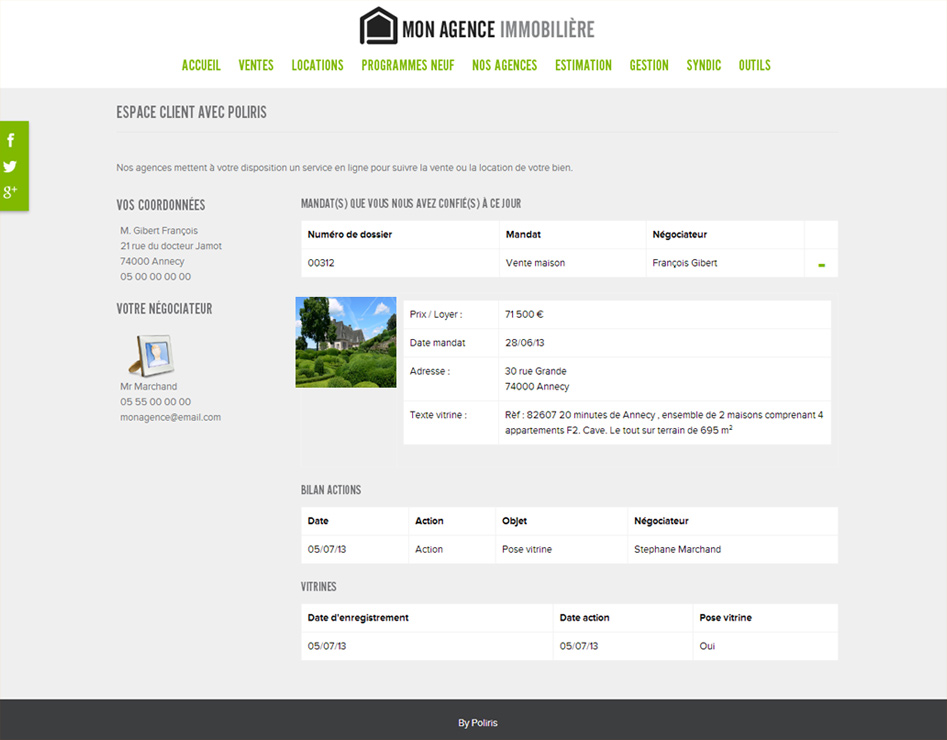 MON AGENCE IMMOBILIÈRE
ACCUEIL VENTES LOCATIONS PROGRAMMES NEUF NOS AGENCES ESTIMATION GESTION SYNDIC OUTILS
ESPACE CLIENT AVEC POLIRIS
Nos agences mettent à votre disposition un service en ligne pour suivre la vente ou la location de votre bien.
VOS COORDONNÉES
M. Gibert François
21 rue du docteur Jamot
74000 Annecy
05 00 00 00 00
VOTRE NÉGOCIATEUR
Mr Marchand
05 55 00 00 00
monagence@email.com
MANDAT(S) QUE VOUS NOUS AVEZ CONFIÉ(S) À CE JOUR
Numéro de dossier Mandat Négociateur
00312 Vente maison François Gibert
Prix / Loyer : 71 500 €
Date mandat 28/06/13
Adresse : 30 rue Grande
74000 Annecy
Texte vitrine : Rèf : 82607 20 minutes de Annecy , ensemble de 2 maisons comprenant 4
appartements F2. Cave. Le tout sur terrain de 695 m²
BILAN ACTIONS
Date Action Objet Négociateur
05/07/13 Action Pose vitrine Stephane Marchand
VITRINES
Date d'enregistrement Date action Pose vitrine
05/07/13 05/07/13 Oui
By Poliris
f
g+